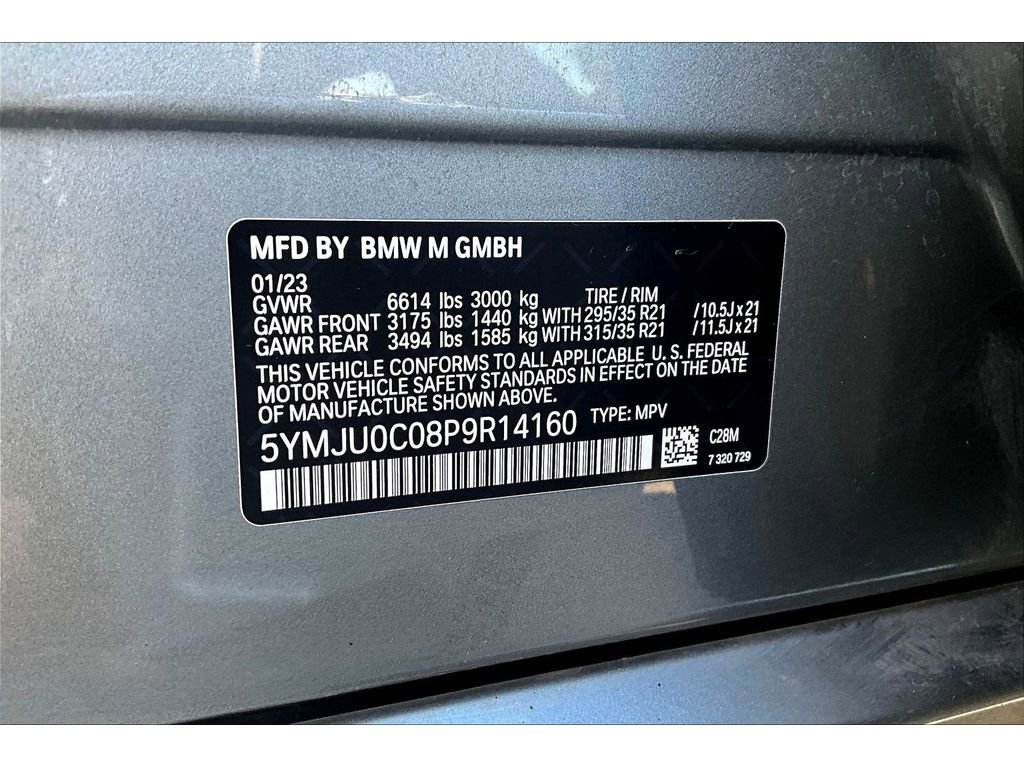 MFD BY BMW M GMBH
01/23 TIRE / RIM
GVWR 6614 lbs 3000 kg
GAWR FRONT 3175 lbs 1440 kg WITH 295/35 R21 /10.5J x 21
GAWR REAR 3494 lbs 1585 kg WITH 315/35 R21 /11.5J x 21
THIS VEHICLE CONFORMS TO ALL APPLICABLE U. S. FEDERAL
MOTOR VEHICLE SAFETY STANDARDS IN EFFECT ON THE DATE
OF MANUFACTURE SHOWN ABOVE.
5YMJU0C08P9R14160 TYPE: MPV
C28M
7 320 729